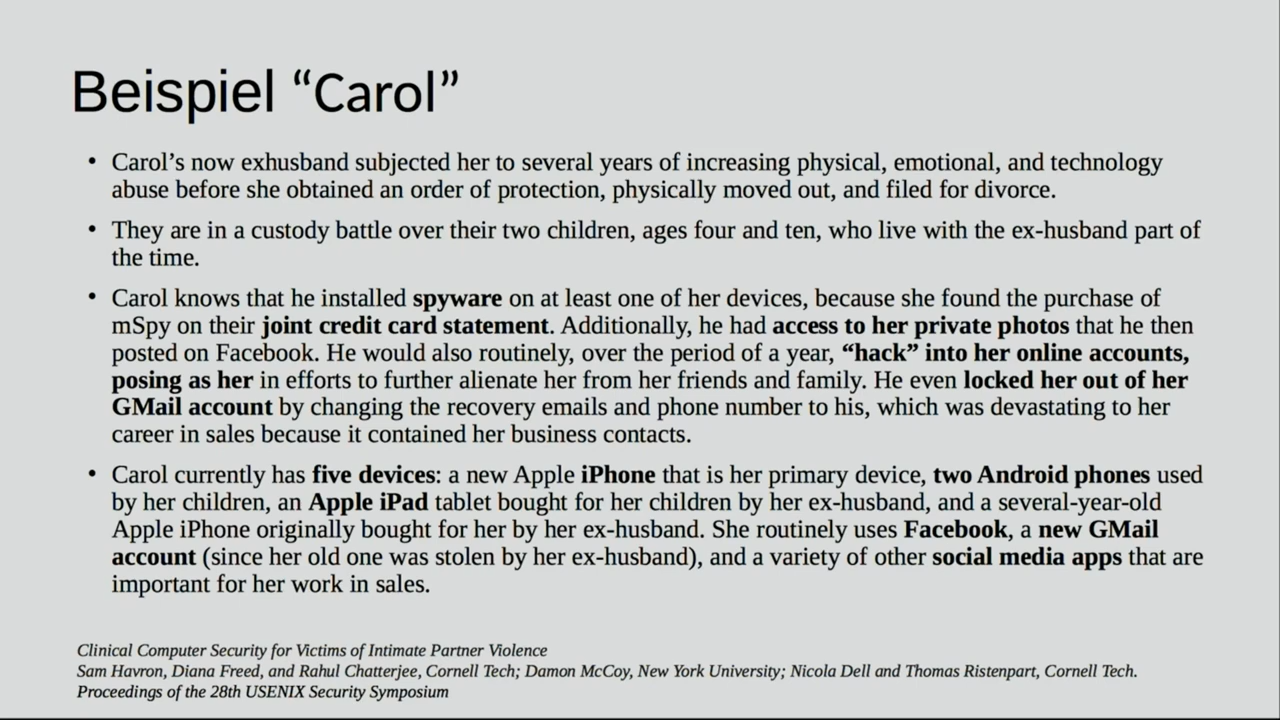 Beispiel “Carol”
• Carol’s now exhusband subjected her to several years of increasing physical, emotional, and technology
abuse before she obtained an order of protection, physically moved out, and filed for divorce.
• They are in a custody battle over their two children, ages four and ten, who live with the ex-husband part of
the time.
• Carol knows that he installed spyware on at least one of her devices, because she found the purchase of
mSpy on their joint credit card statement. Additionally, he had access to her private photos that he then
posted on Facebook. He would also routinely, over the period of a year, “hack” into her online accounts,
posing as her in efforts to further alienate her from her friends and family. He even locked her out of her
GMail account by changing the recovery emails and phone number to his, which was devastating to her
career in sales because it contained her business contacts.
• Carol currently has five devices: a new Apple iPhone that is her primary device, two Android phones used
by her children, an Apple iPad tablet bought for her children by her ex-husband, and a several-year-old
Apple iPhone originally bought for her by her ex-husband. She routinely uses Facebook, a new GMail
account (since her old one was stolen by her ex-husband), and a variety of other social media apps that are
important for her work in sales.
Clinical Computer Security for Victims of Intimate Partner Violence
Sam Havron, Diana Freed, and Rahul Chatterjee, Cornell Tech; Damon McCoy, New York University; Nicola Dell and Thomas Ristenpart, Cornell Tech.
Proceedings of the 28th USENIX Security Symposium